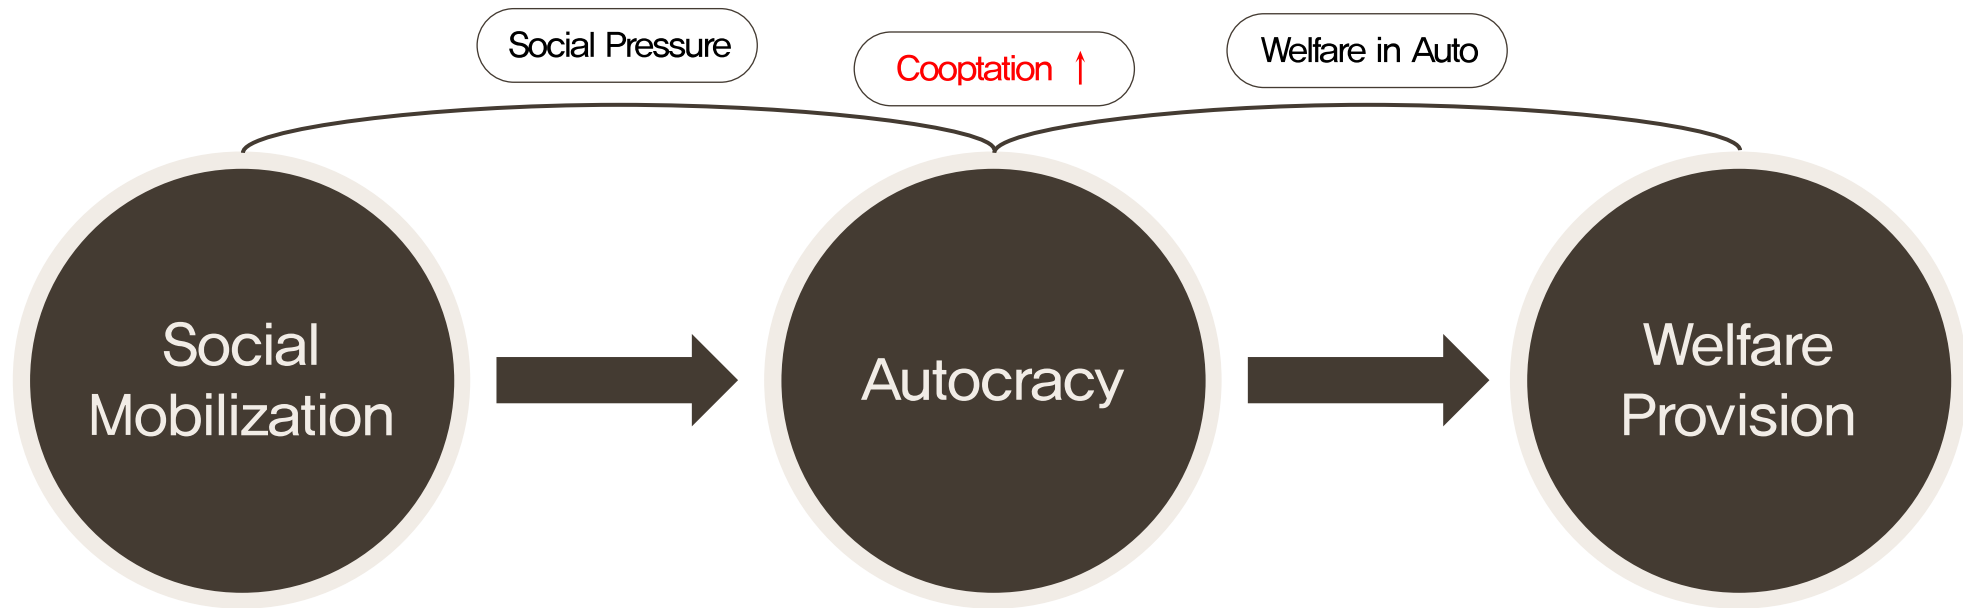 Social Pressure
Cooptation ↑
Welfare in Auto
Social
Mobilization
Autocracy
Welfare
Provision